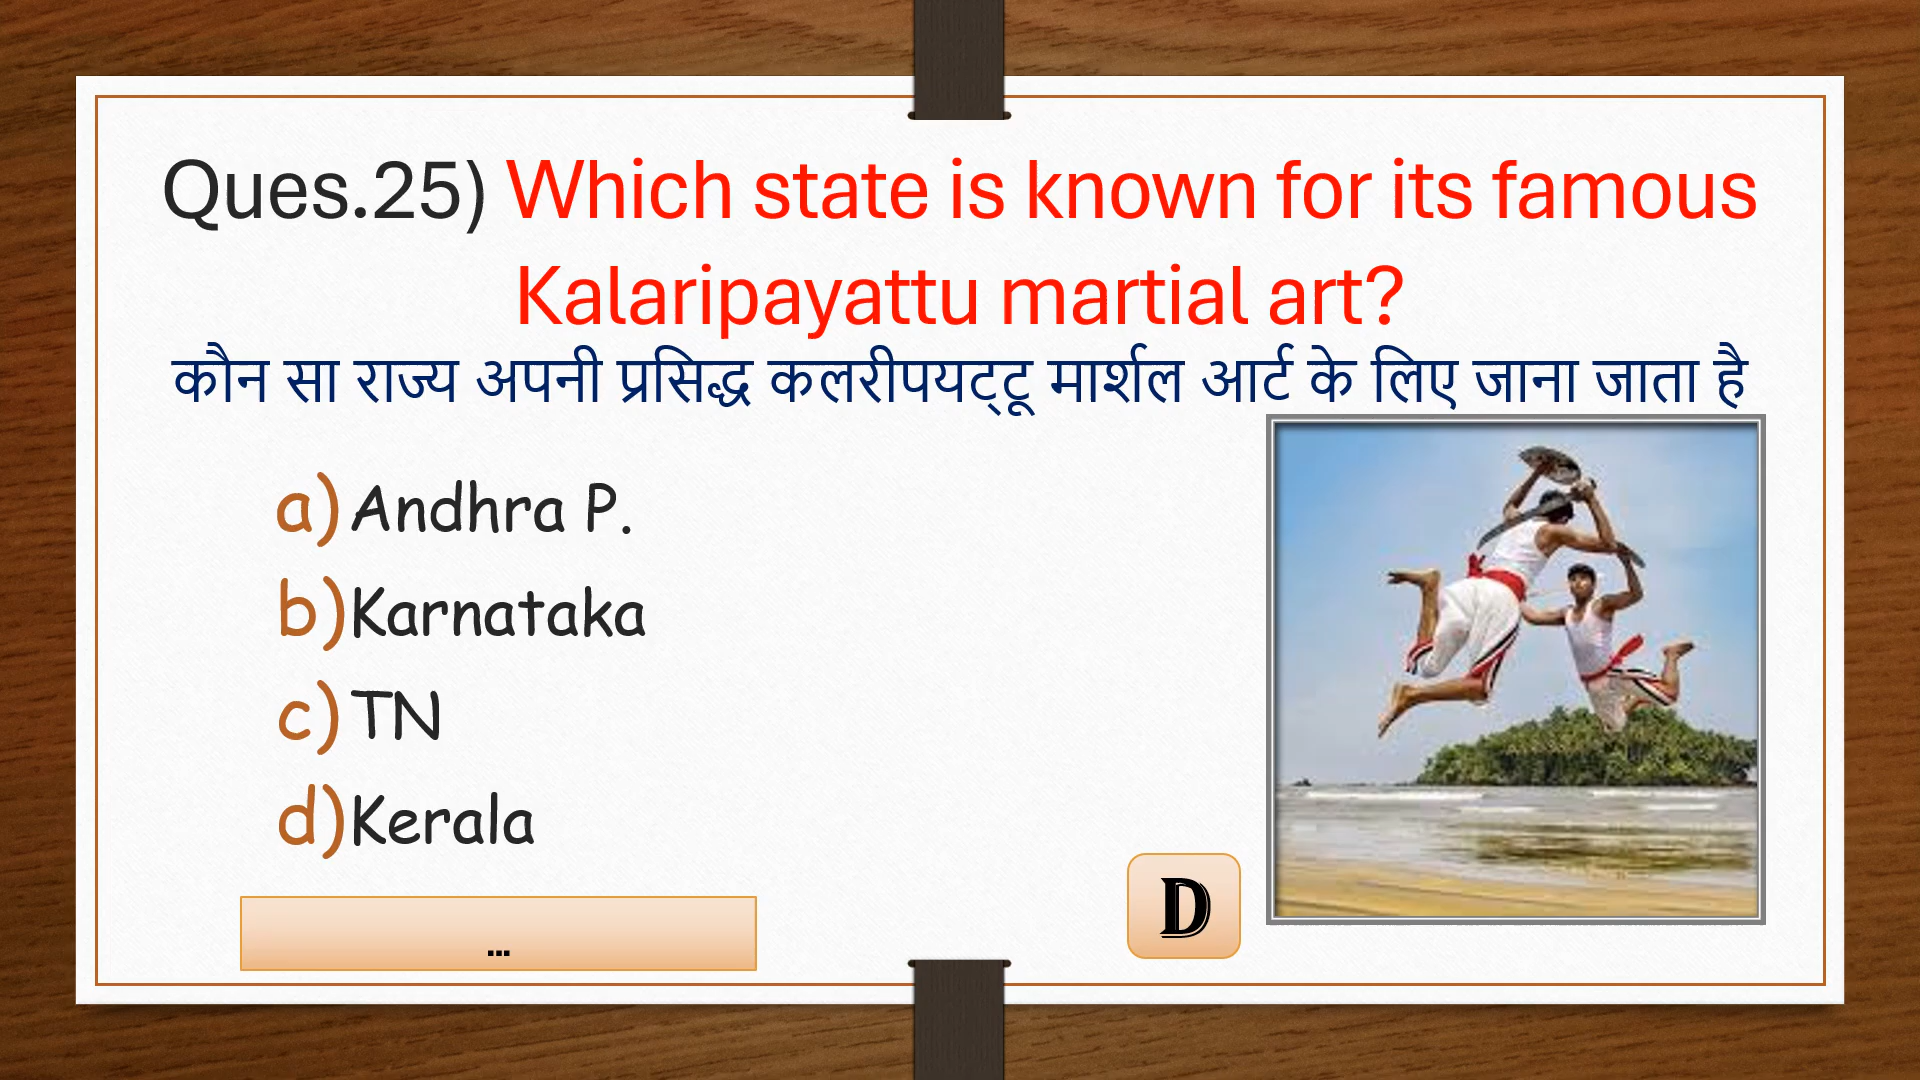 Ques.25) Which state is known for its famous
Kalaripayattu martial art?
कौन सा राज्य अपनी प्रसिद्ध कलरीपयट्टू मार्शल आर्ट के लिए जाना जाता है
a) Andhra P.
b) Karnataka
c) TN
d) Kerala
...
D